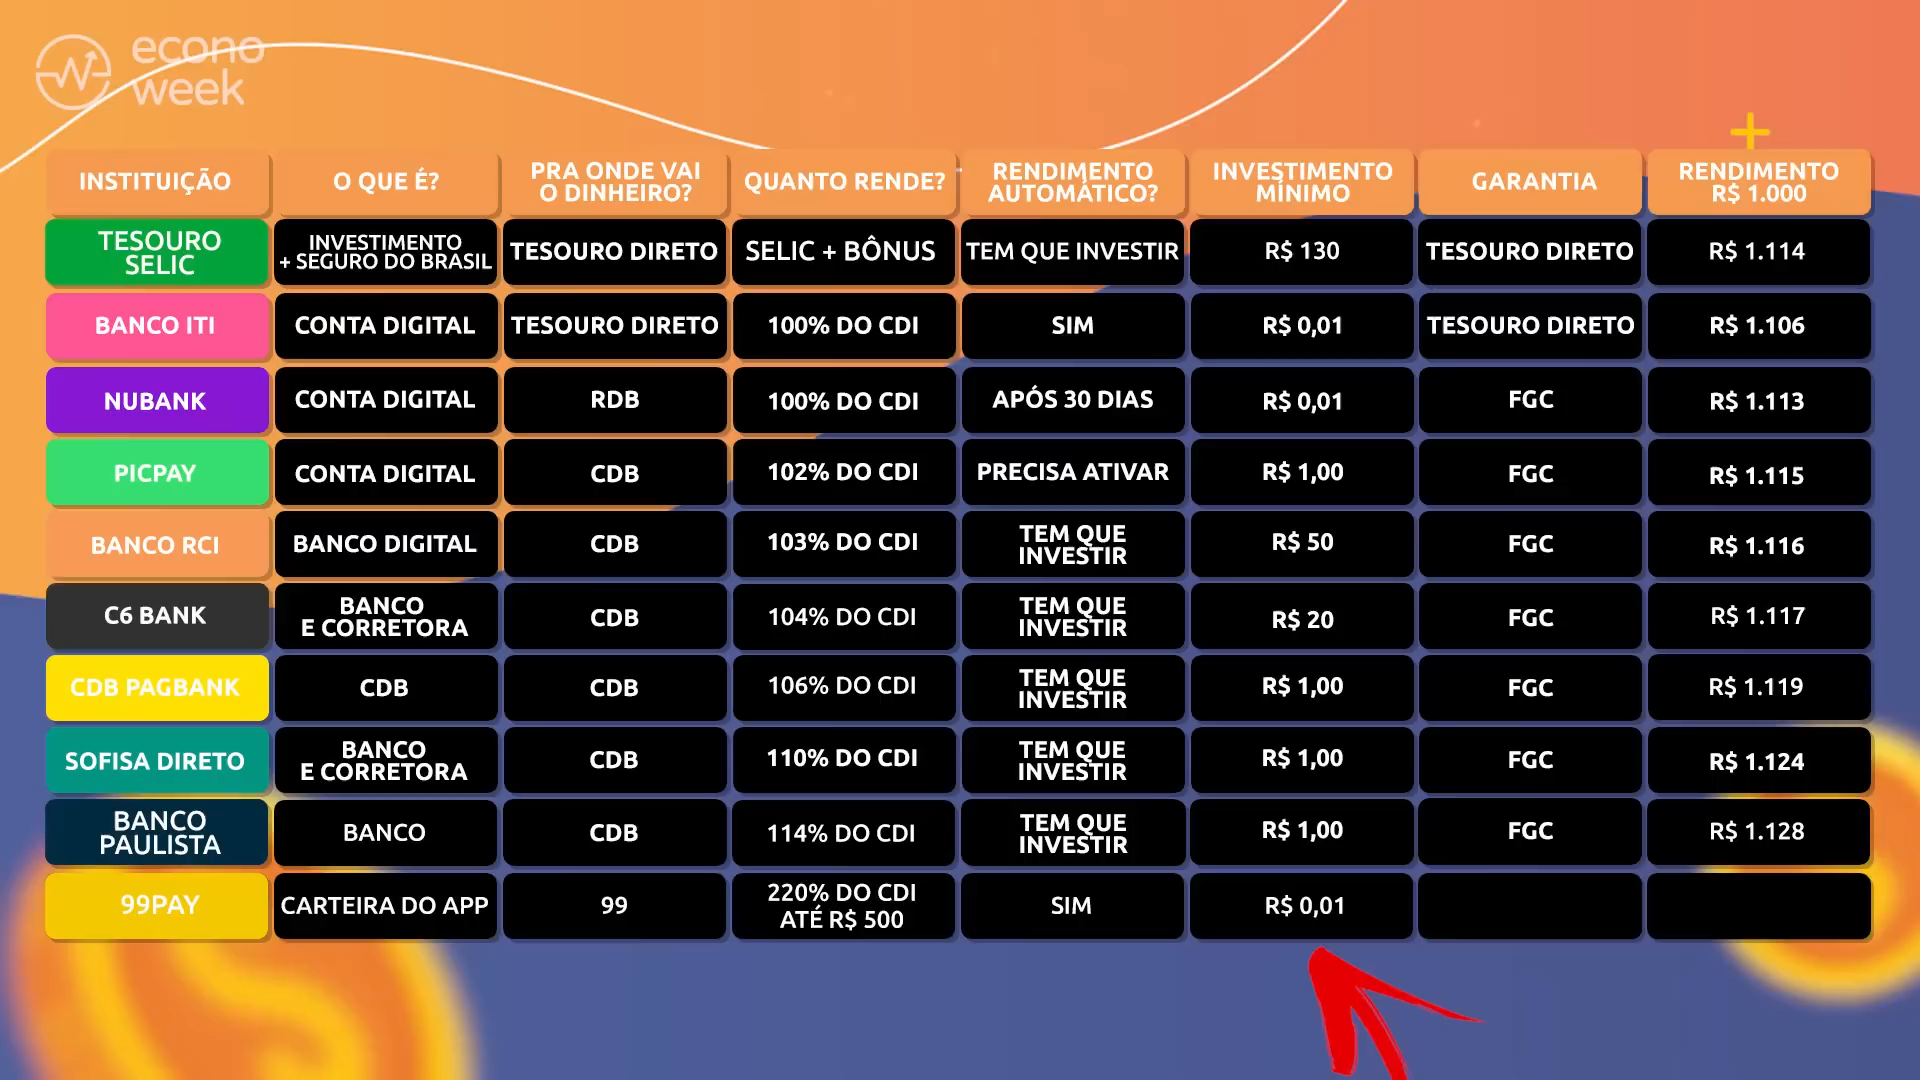 econo
week
INSTITUIÇÃO
O QUE É?
PRA ONDE VAI
O DINHEIRO?
QUANTO RENDE?
RENDIMENTO
AUTOMÁTICO?
INVESTIMENTO
MÍNIMO
GARANTIA
RENDIMENTO
R$ 1.000
TESOURO
SELIC
INVESTIMENTO
+ SEGURO DO BRASIL
TESOURO DIRETO
SELIC + BÔNUS
TEM QUE INVESTIR
R$ 130
TESOURO DIRETO
R$ 1.114
BANCO ITI
CONTA DIGITAL
TESOURO DIRETO
100% DO CDI
SIM
R$ 0,01
TESOURO DIRETO
R$ 1.106
NUBANK
CONTA DIGITAL
RDB
100% DO CDI
APÓS 30 DIAS
R$ 0,01
FGC
R$ 1.113
PICPAY
CONTA DIGITAL
CDB
102% DO CDI
PRECISA ATIVAR
R$ 1,00
FGC
R$ 1.115
BANCO RCI
BANCO DIGITAL
CDB
103% DO CDI
TEM QUE
INVESTIR
R$ 50
FGC
R$ 1.116
C6 BANK
BANCO
E CORRETORA
CDB
104% DO CDI
TEM QUE
INVESTIR
R$ 20
FGC
R$ 1.117
CDB PAGBANK
CDB
CDB
106% DO CDI
TEM QUE
INVESTIR
R$ 1,00
FGC
R$ 1.119
SOFISA DIRETO
BANCO
E CORRETORA
CDB
110% DO CDI
TEM QUE
INVESTIR
R$ 1,00
FGC
R$ 1.124
BANCO
PAULISTA
BANCO
CDB
114% DO CDI
TEM QUE
INVESTIR
R$ 1,00
FGC
R$ 1.128
99PAY
CARTEIRA DO APP
99
220% DO CDI
ATÉ R$ 500
SIM
R$ 0,01